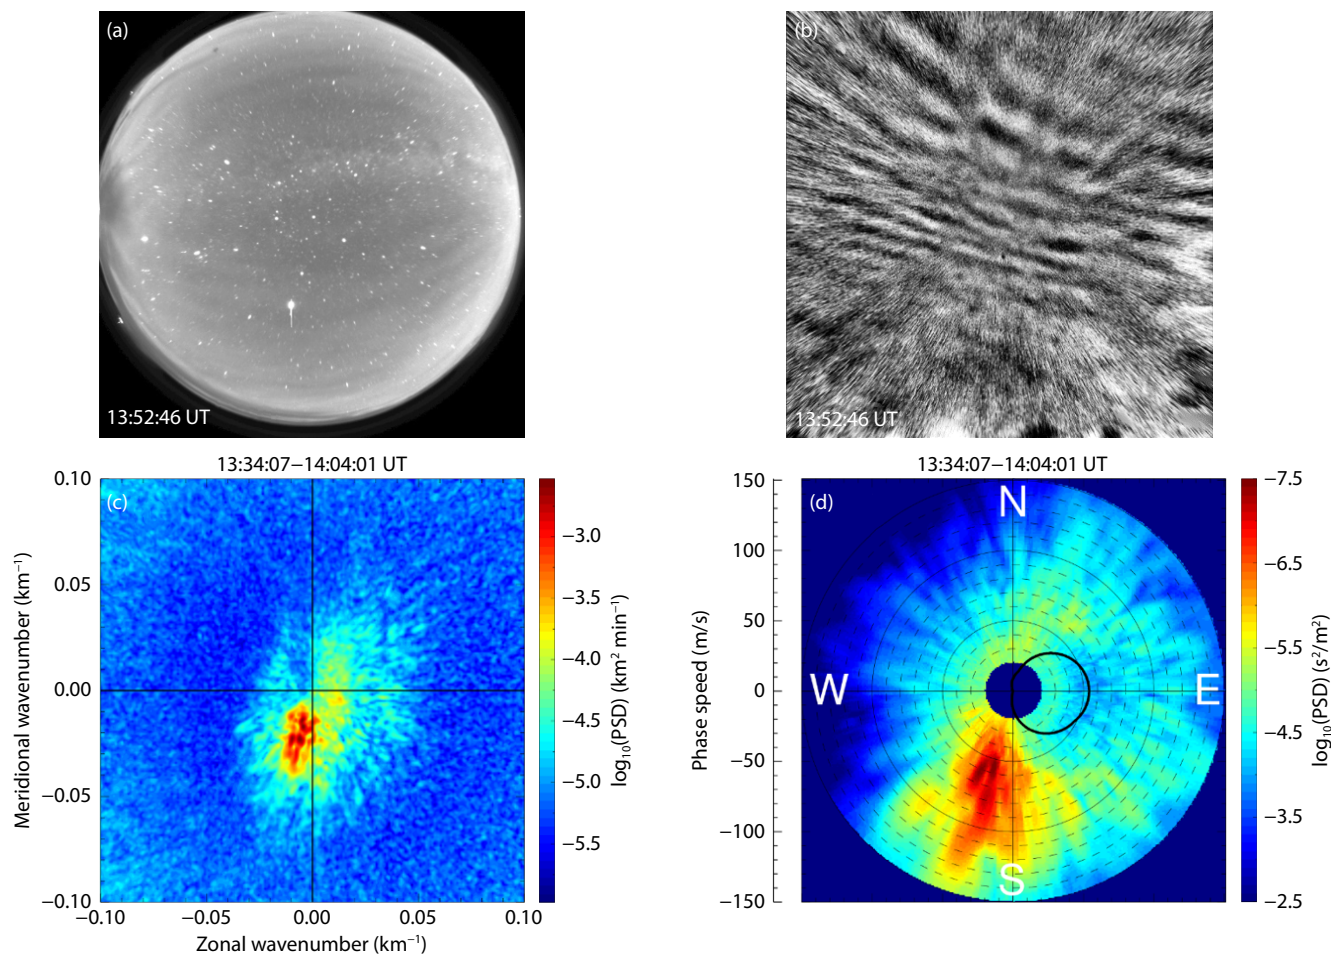 (a)
13:52:46 UT
(b)
13:52:46 UT
13:34:07−14:04:01 UT
(c)
0.10
0.05
0.00
−0.05
−0.10
Meridional wavenumber (km⁻¹)
−0.10
−0.05
0.00
0.05
0.10
Zonal wavenumber (km⁻¹)
−3.0
−3.5
−4.0
−4.5
−5.0
−5.5
log₁₀(PSD) (km² min⁻¹)
13:34:07−14:04:01 UT
(d)
N
W
E
S
150
100
50
0
−50
−100
−150
Phase speed (m/s)
−7.5
−6.5
−5.5
−4.5
−3.5
−2.5
log₁₀(PSD) (s²/m²)